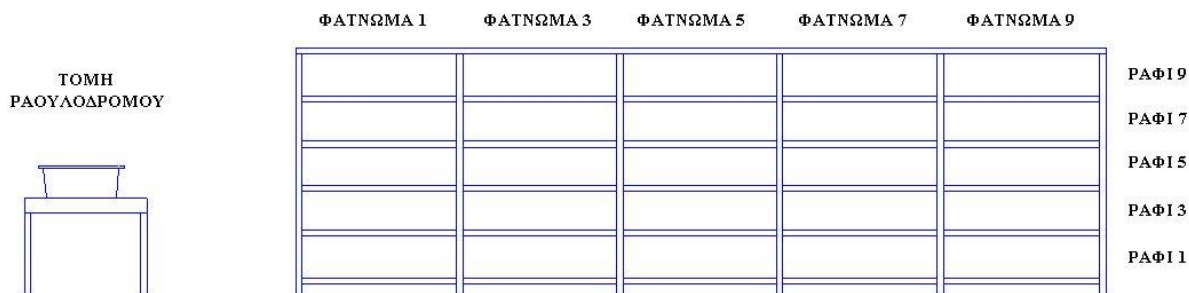 ΦΑΤΝΩΜΑ 1 ΦΑΤΝΩΜΑ 3 ΦΑΤΝΩΜΑ 5 ΦΑΤΝΩΜΑ 7 ΦΑΤΝΩΜΑ 9
ΤΟΜΗ
ΡΑΟΥΛΟΔΡΟΜΟΥ
ΡΑΦΙ 9
ΡΑΦΙ 7
ΡΑΦΙ 5
ΡΑΦΙ 3
ΡΑΦΙ 1